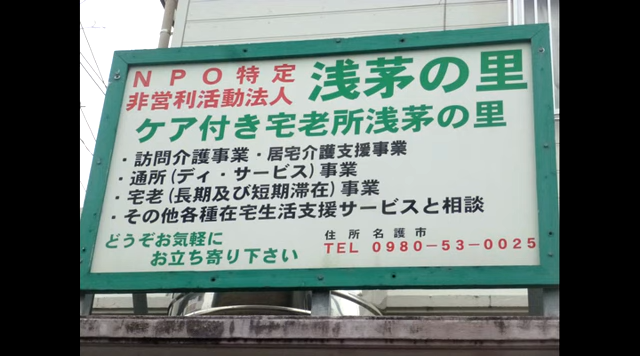 NPO特定
非営利活動法人 浅茅の里
ケア付き宅老所浅茅の里
・訪問介護事業・居宅介護支援事業
・通所(ディ・サービス)事業
・宅老(長期及び短期滞在)事業
・その他各種在宅生活支援サービスと相談
どうぞお気軽に
お立ち寄り下さい
住所名護市
TEL 0980-53-0025